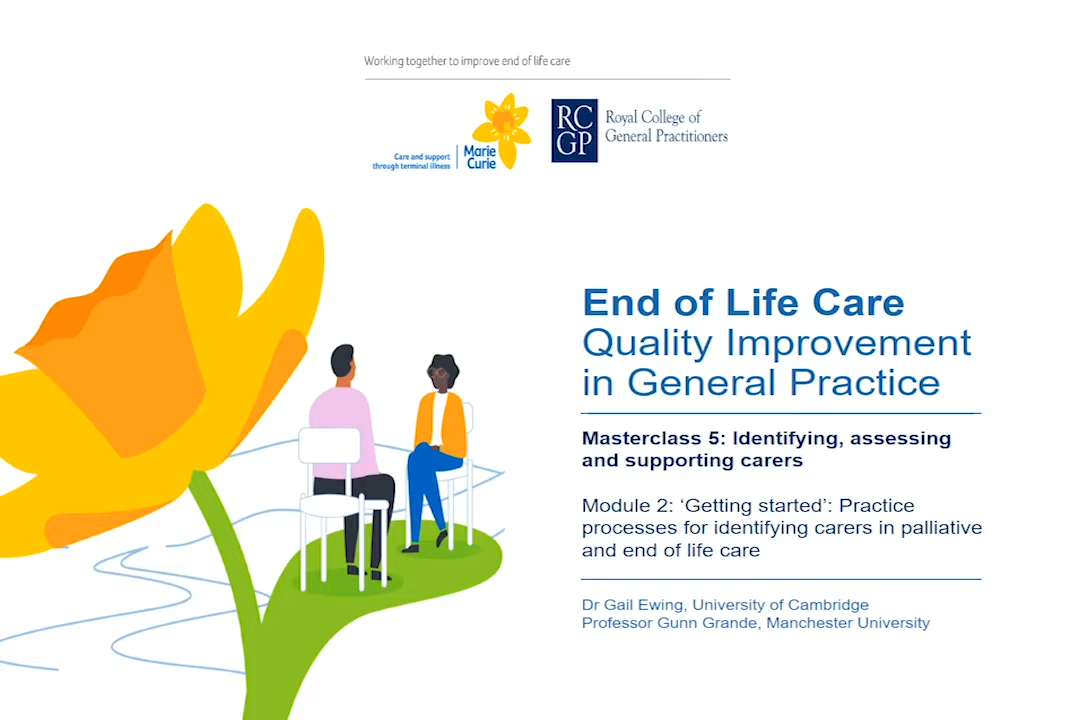 Working together to improve end of life care
Care and support
through terminal illness
Marie
Curie
RC
GP
Royal College of
General Practitioners
End of Life Care
Quality Improvement
in General Practice
Masterclass 5: Identifying, assessing
and supporting carers
Module 2: ‘Getting started’: Practice
processes for identifying carers in palliative
and end of life care
Dr Gail Ewing, University of Cambridge
Professor Gunn Grande, Manchester University